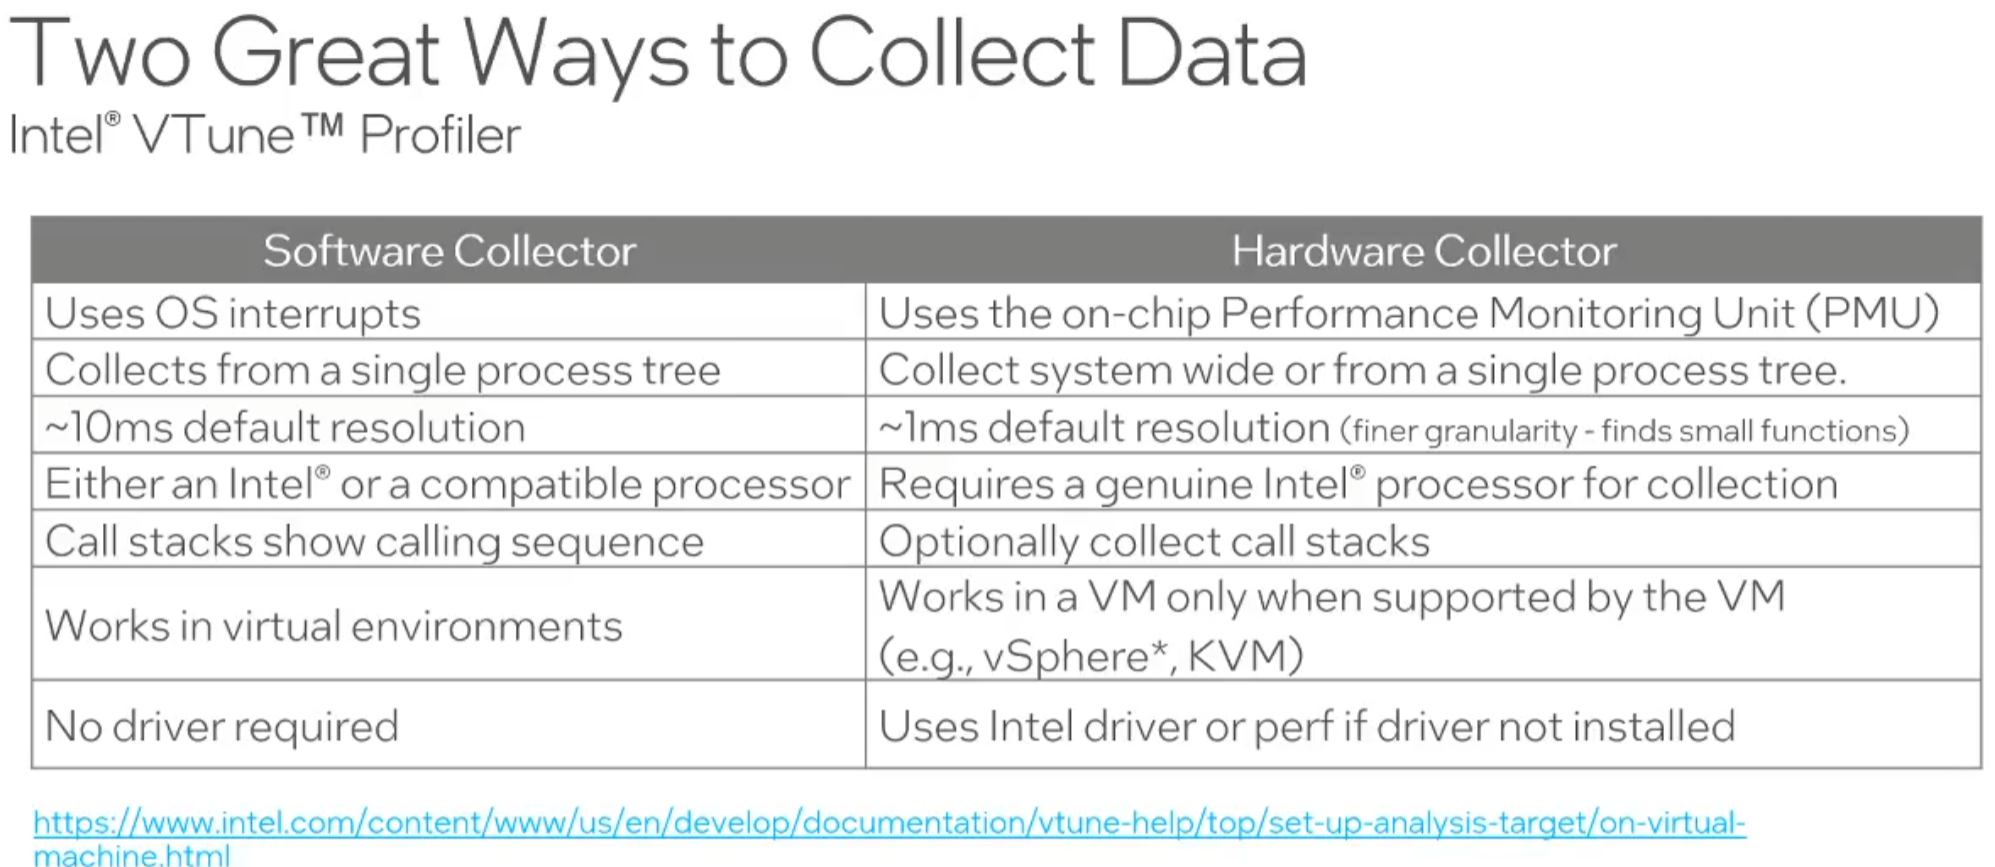 Two Great Ways to Collect Data
Intel® VTune™ Profiler
Software Collector
Hardware Collector
Uses OS interrupts
Uses the on-chip Performance Monitoring Unit (PMU)
Collects from a single process tree
Collect system wide or from a single process tree.
~10ms default resolution
~1ms default resolution (finer granularity - finds small functions)
Either an Intel® or a compatible processor
Requires a genuine Intel® processor for collection
Call stacks show calling sequence
Optionally collect call stacks
Works in virtual environments
Works in a VM only when supported by the VM
(e.g., vSphere*, KVM)
No driver required
Uses Intel driver or perf if driver not installed
https://www.intel.com/content/www/us/en/develop/documentation/vtune-help/top/set-up-analysis-target/on-virtual-
machine.html